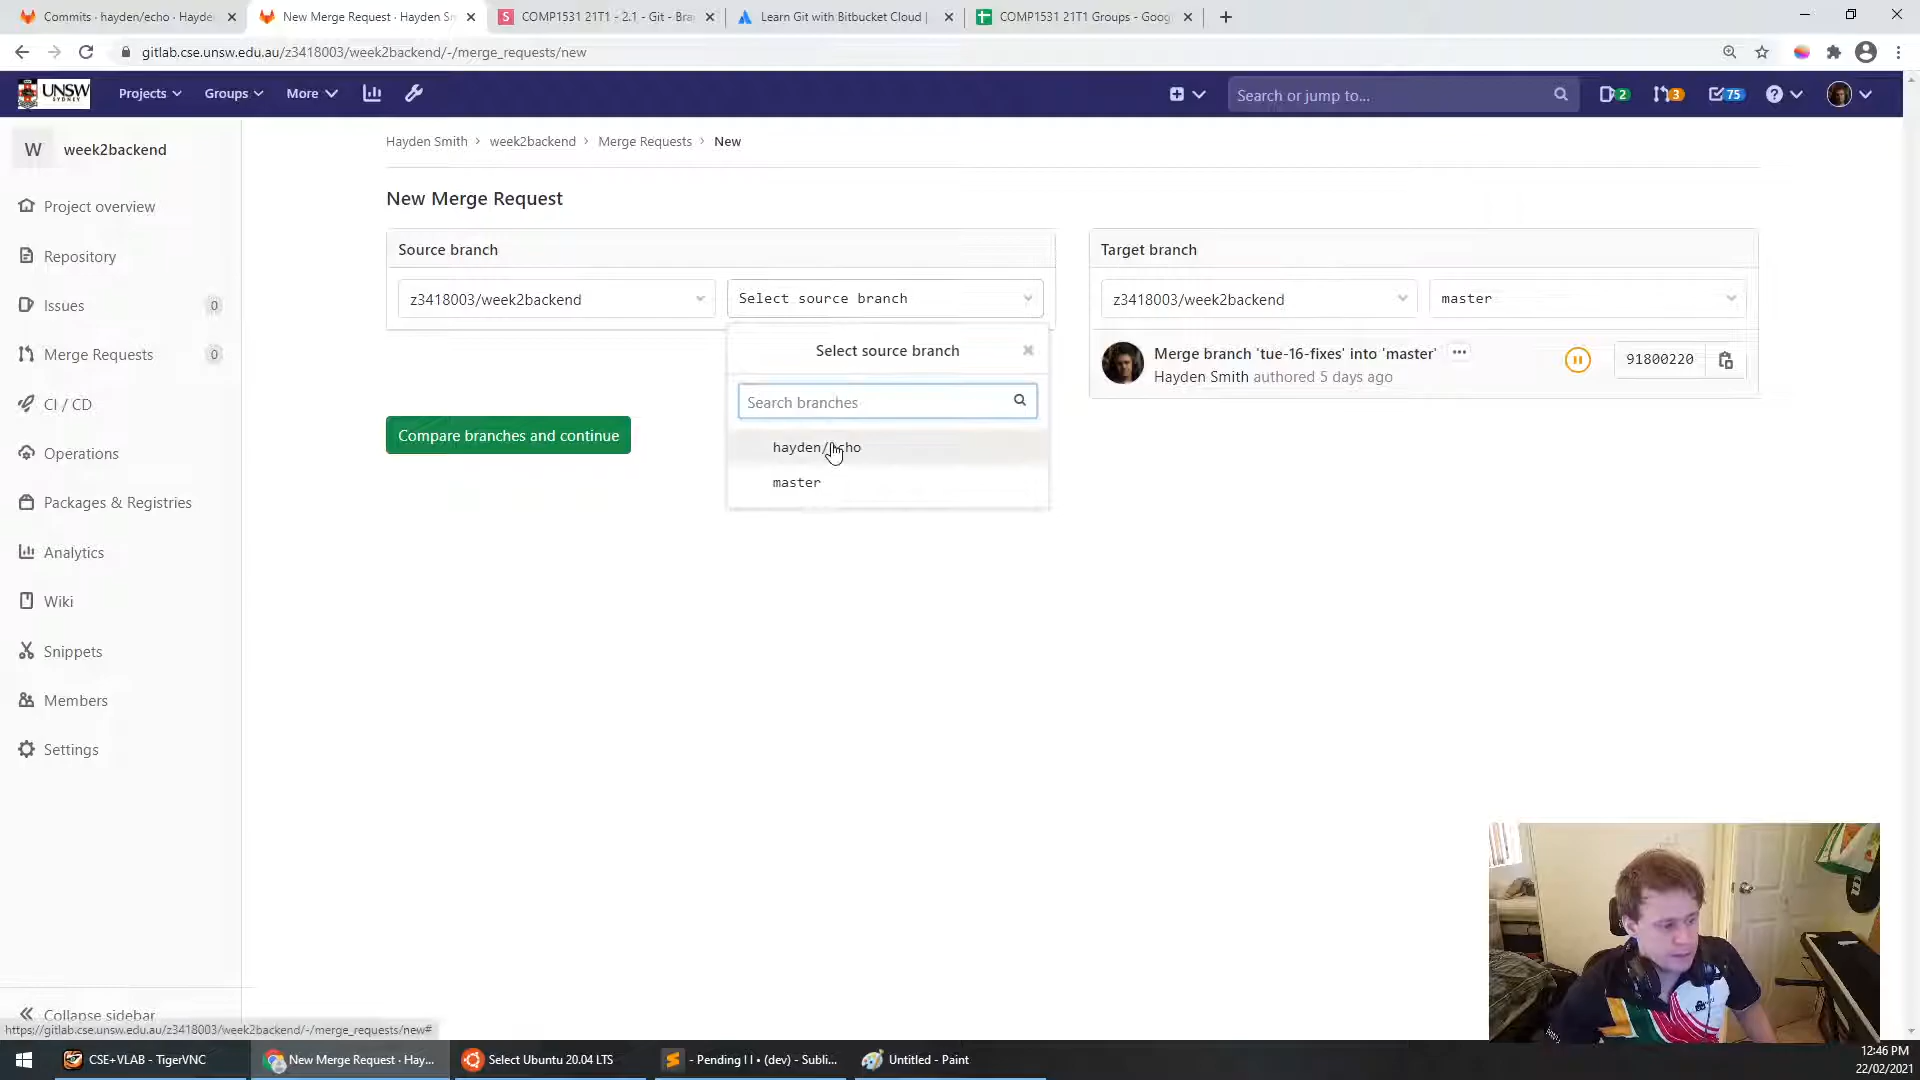 Commits · hayden/echo · Hayde
New Merge Request · Hayden Sm
COMP1531 21T1 - 2.1 - Git - Bra
Learn Git with Bitbucket Cloud |
COMP1531 21T1 Groups - Goog
gitlab.cse.unsw.edu.au/z3418003/week2backend/-/merge_requests/new
UNSW
SYDNEY
Projects
Groups
More
Search or jump to...
2
3
75
W
week2backend
Project overview
Repository
Issues
0
Merge Requests
0
CI / CD
Operations
Packages & Registries
Analytics
Wiki
Snippets
Members
Settings
Collapse sidebar
Hayden Smith > week2backend > Merge Requests > New
New Merge Request
Source branch
z3418003/week2backend
Select source branch
Select source branch
Search branches
hayden/echo
master
Compare branches and continue
Target branch
z3418003/week2backend
master
Merge branch 'tue-16-fixes' into 'master'
Hayden Smith authored 5 days ago
91800220
https://gitlab.cse.unsw.edu.au/z3418003/week2backend/-/merge_requests/new#
CSE+VLAB - TigerVNC
New Merge Request · Hay...
Select Ubuntu 20.04 LTS
- Pending I I • (dev) - Subli...
Untitled - Paint
12:46 PM
22/02/2021